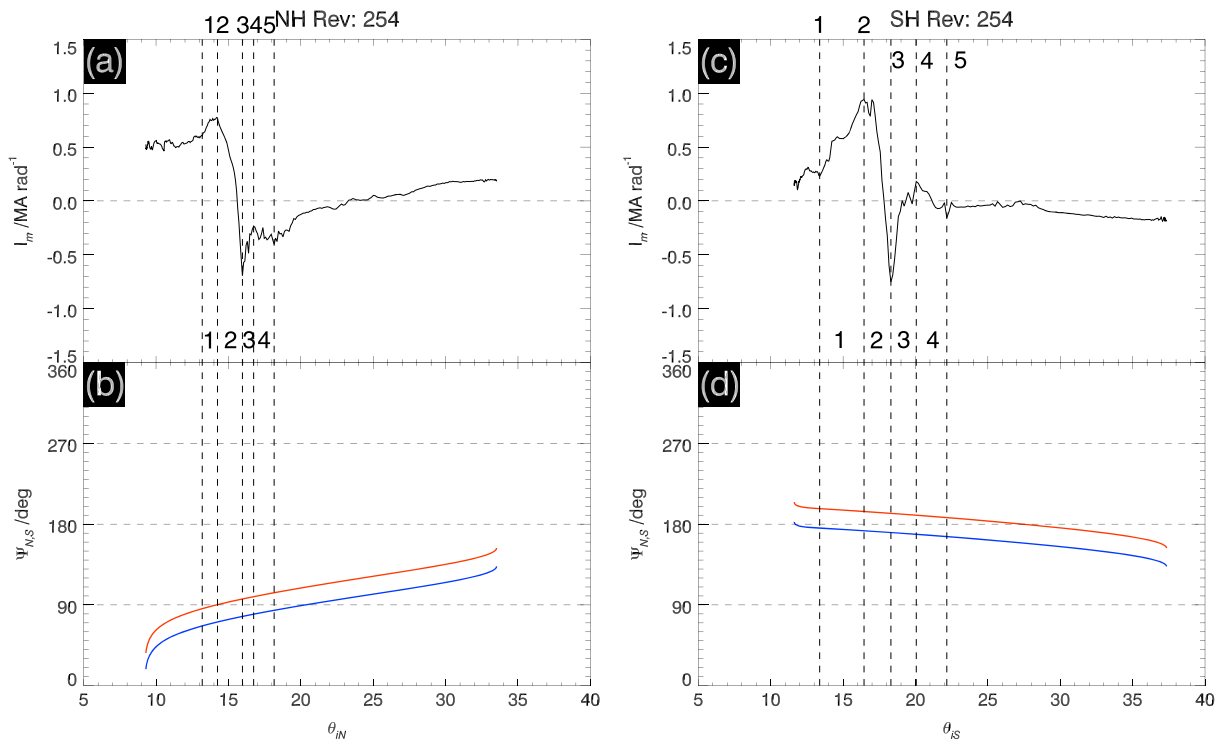 NH Rev: 254
12 345
(a)
1.5
1.0
0.5
0.0
-0.5
-1.0
-1.5
I_m /MA rad^-1
1 2 34
(b)
360
270
180
90
0
Ψ_N,S /deg
5 10 15 20 25 30 35 40
θ_iN
SH Rev: 254
1 2
3 4 5
(c)
1.5
1.0
0.5
0.0
-0.5
-1.0
-1.5
I_m /MA rad^-1
1 2 3 4
(d)
360
270
180
90
0
Ψ_N,S /deg
5 10 15 20 25 30 35 40
θ_iS